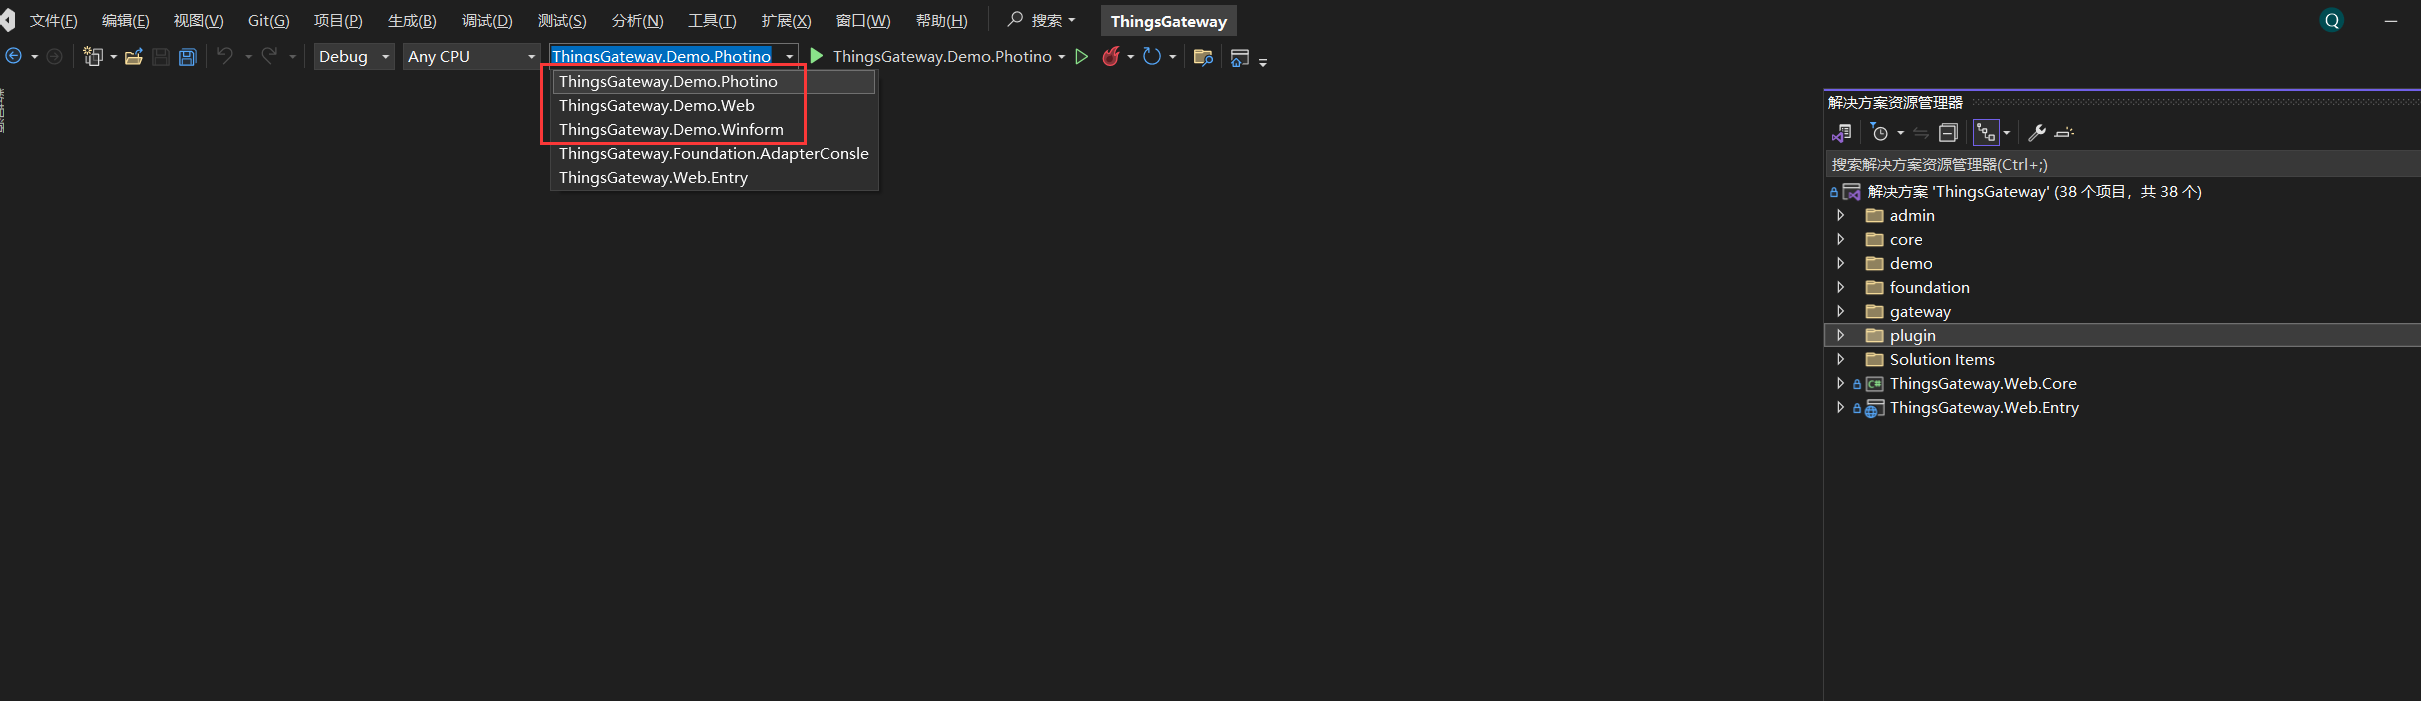 文件(F) 编辑(E) 视图(V) Git(G) 项目(P) 生成(B) 调试(D) 测试(S) 分析(N) 工具(T) 扩展(X) 窗口(W) 帮助(H) 搜索 ThingsGateway Q
Debug Any CPU ThingsGateway.Demo.Photino ThingsGateway.Demo.Photino
ThingsGateway.Demo.Photino
ThingsGateway.Demo.Web
ThingsGateway.Demo.Winform
ThingsGateway.Foundation.AdapterConsle
ThingsGateway.Web.Entry
解决方案资源管理器
搜索解决方案资源管理器(Ctrl+;)
解决方案 'ThingsGateway' (38 个项目，共 38 个)
admin
core
demo
foundation
gateway
plugin
Solution Items
C# ThingsGateway.Web.Core
ThingsGateway.Web.Entry